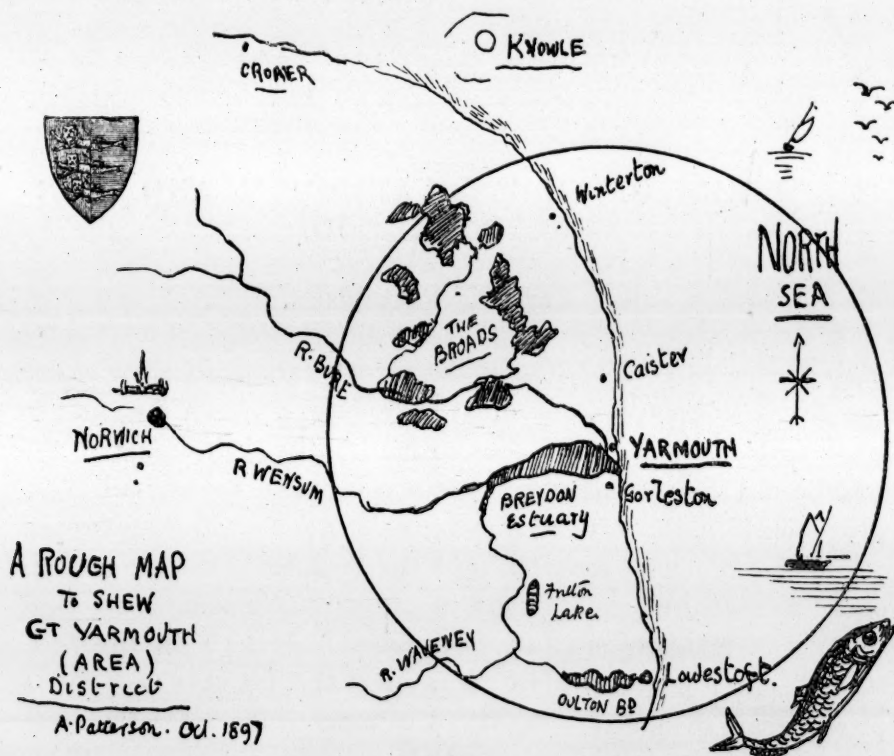 KNOWLE
CROMER
Winterton
NORTH
SEA
THE
BROADS
R. BURE
Caister
NORWICH
YARMOUTH
R WENSUM
Gorleston
BREYDON
Estuary
A ROUGH MAP
To SHEW
GT YARMOUTH
(AREA)
District
A. Patterson. Oct. 1897
Fritton
Lake.
R. WAVENEY
Lowestoft.
OULTON BD